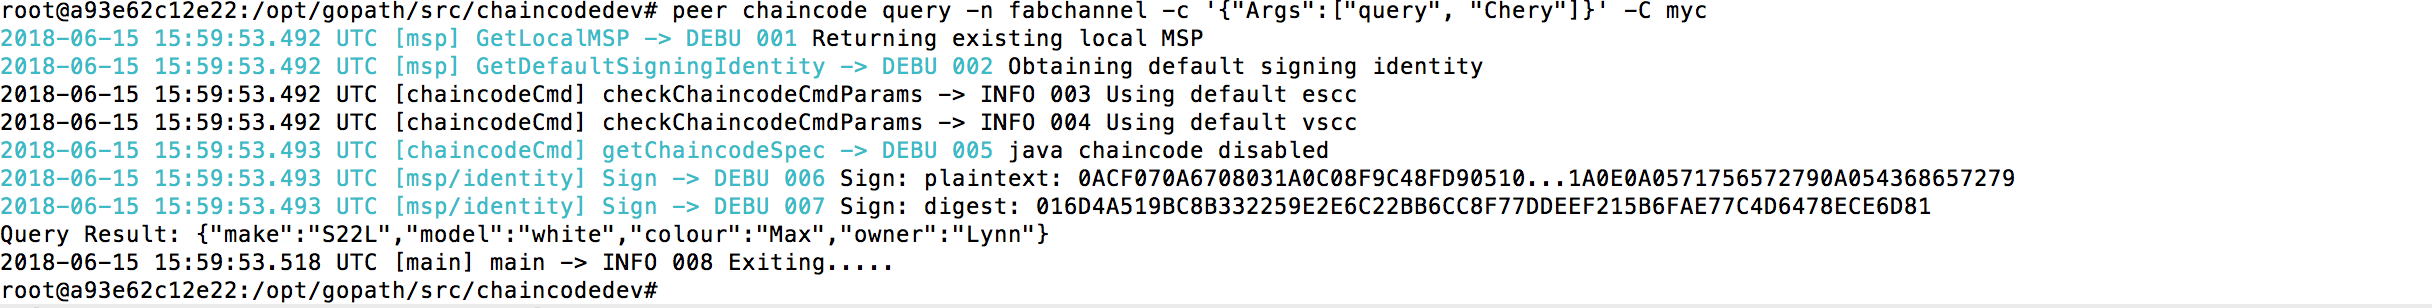 root@a93e62c12e22:/opt/gopath/src/chaincodedev# peer chaincode query -n fabchannel -c '{"Args":["query", "Chery"]}' -C myc
2018-06-15 15:59:53.492 UTC [msp] GetLocalMSP -> DEBU 001 Returning existing local MSP
2018-06-15 15:59:53.492 UTC [msp] GetDefaultSigningIdentity -> DEBU 002 Obtaining default signing identity
2018-06-15 15:59:53.492 UTC [chaincodeCmd] checkChaincodeCmdParams -> INFO 003 Using default escc
2018-06-15 15:59:53.492 UTC [chaincodeCmd] checkChaincodeCmdParams -> INFO 004 Using default vscc
2018-06-15 15:59:53.493 UTC [chaincodeCmd] getChaincodeSpec -> DEBU 005 java chaincode disabled
2018-06-15 15:59:53.493 UTC [msp/identity] Sign -> DEBU 006 Sign: plaintext: 0ACF070A6708031A0C08F9C48FD90510...1A0E0A0571756572790A054368657279
2018-06-15 15:59:53.493 UTC [msp/identity] Sign -> DEBU 007 Sign: digest: 016D4A519BC8B332259E2E6C22BB6CC8F77DDEEF215B6FAE77C4D6478ECE6D81
Query Result: {"make":"S22L","model":"white","colour":"Max","owner":"Lynn"}
2018-06-15 15:59:53.518 UTC [main] main -> INFO 008 Exiting.....
root@a93e62c12e22:/opt/gopath/src/chaincodedev#